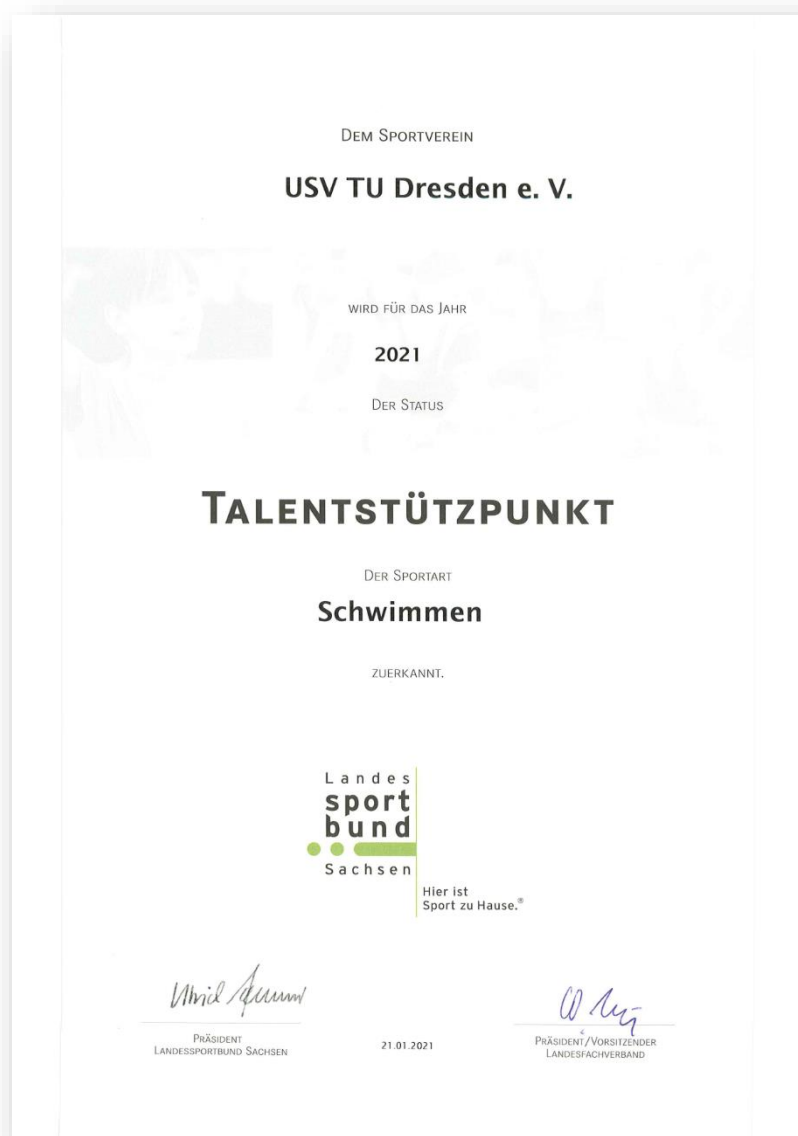 DEM SPORTVEREIN
USV TU Dresden e. V.
WIRD FÜR DAS JAHR
2021
DER STATUS
TALENTSTÜTZPUNKT
DER SPORTART
Schwimmen
ZUERKANNT.
Landes
sport
bund
Sachsen
Hier ist
Sport zu Hause.®
PRÄSIDENT
LANDESSPORTBUND SACHSEN
21.01.2021
PRÄSIDENT/VORSITZENDER
LANDESFACHVERBAND